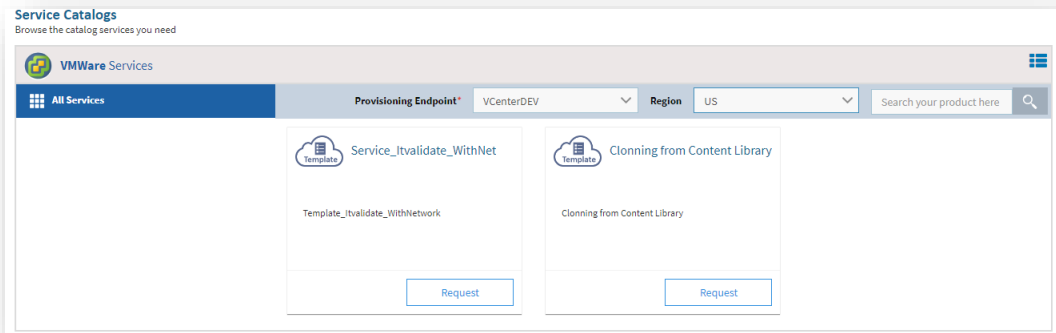 Service Catalogs
Browse the catalog services you need
VMWare Services
All Services
Provisioning Endpoint* VCenterDEV Region US Search your product here
Template Service_Itvalidate_WithNet
Template_Itvalidate_WithNetwork
Request
Template Clonning from Content Library
Clonning from Content Library
Request